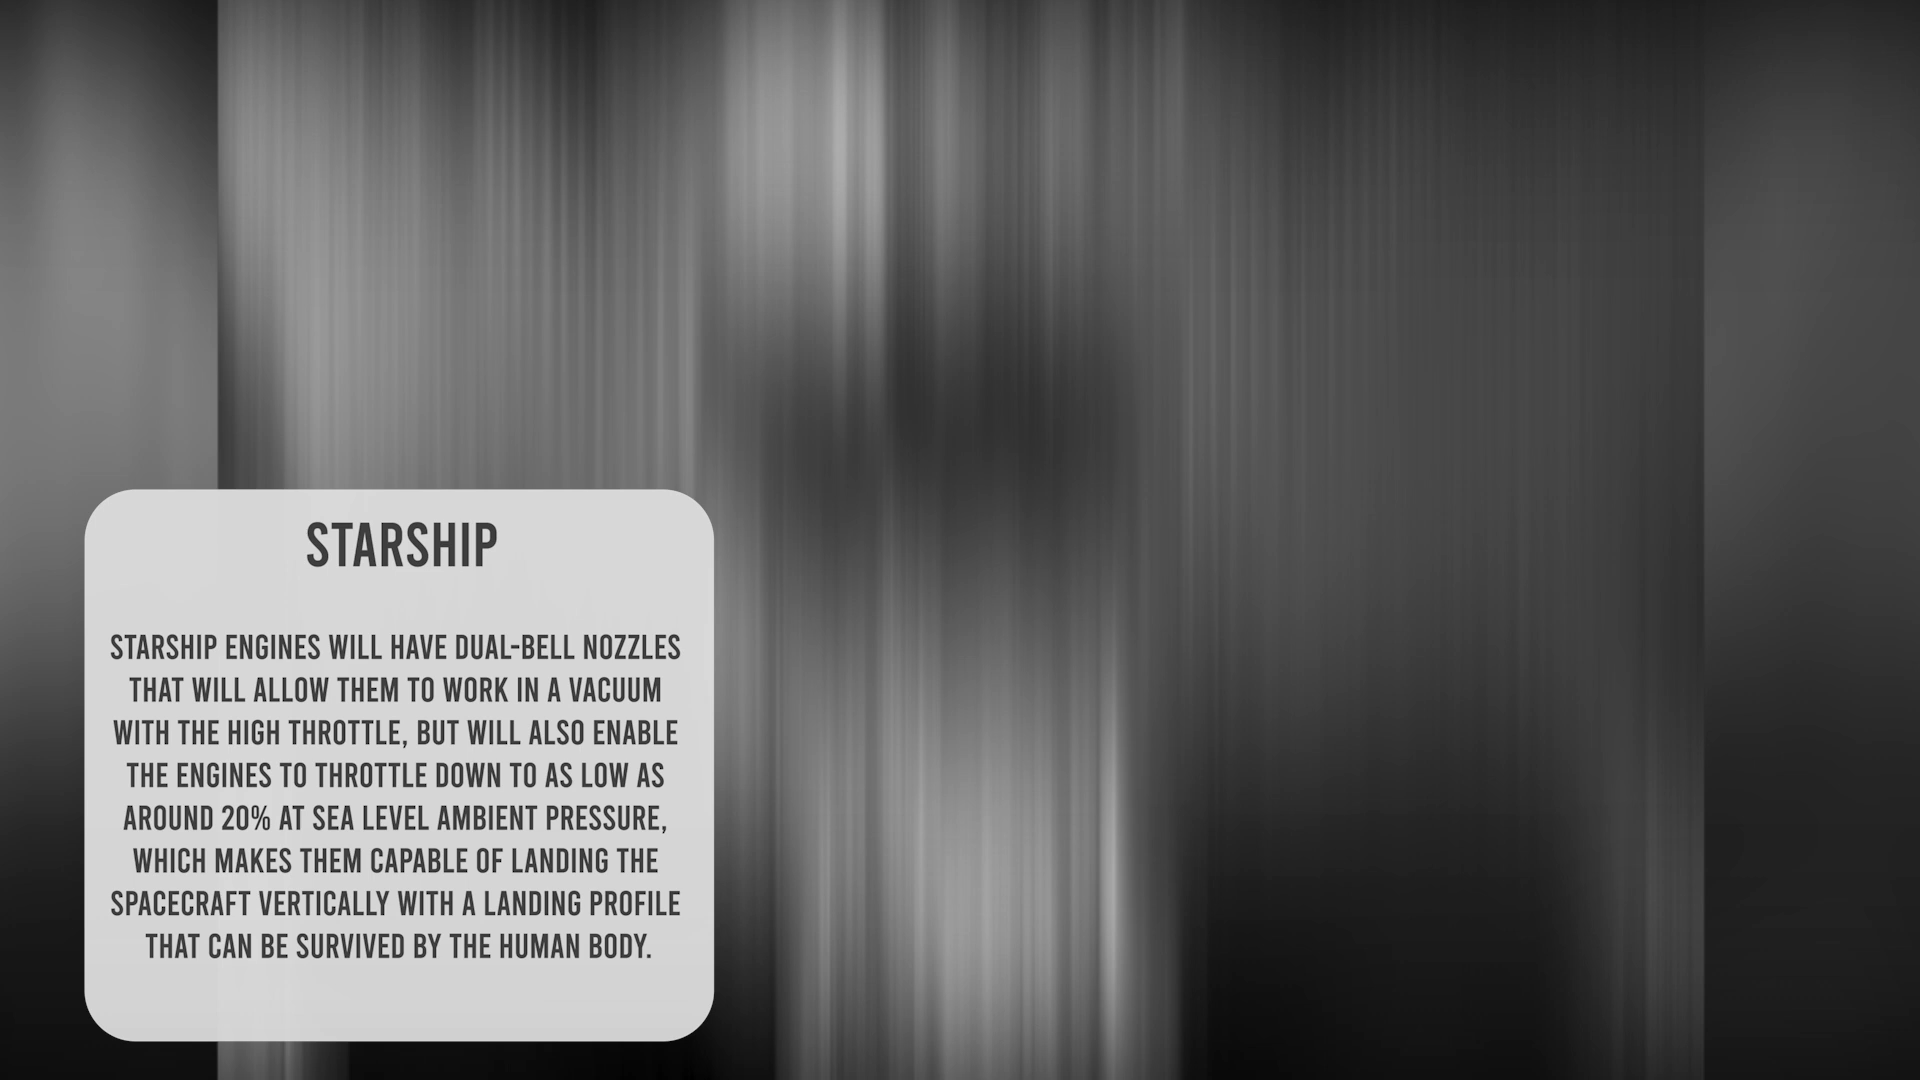 STARSHIP
STARSHIP ENGINES WILL HAVE DUAL-BELL NOZZLES
THAT WILL ALLOW THEM TO WORK IN A VACUUM
WITH THE HIGH THROTTLE, BUT WILL ALSO ENABLE
THE ENGINES TO THROTTLE DOWN TO AS LOW AS
AROUND 20% AT SEA LEVEL AMBIENT PRESSURE,
WHICH MAKES THEM CAPABLE OF LANDING THE
SPACECRAFT VERTICALLY WITH A LANDING PROFILE
THAT CAN BE SURVIVED BY THE HUMAN BODY.